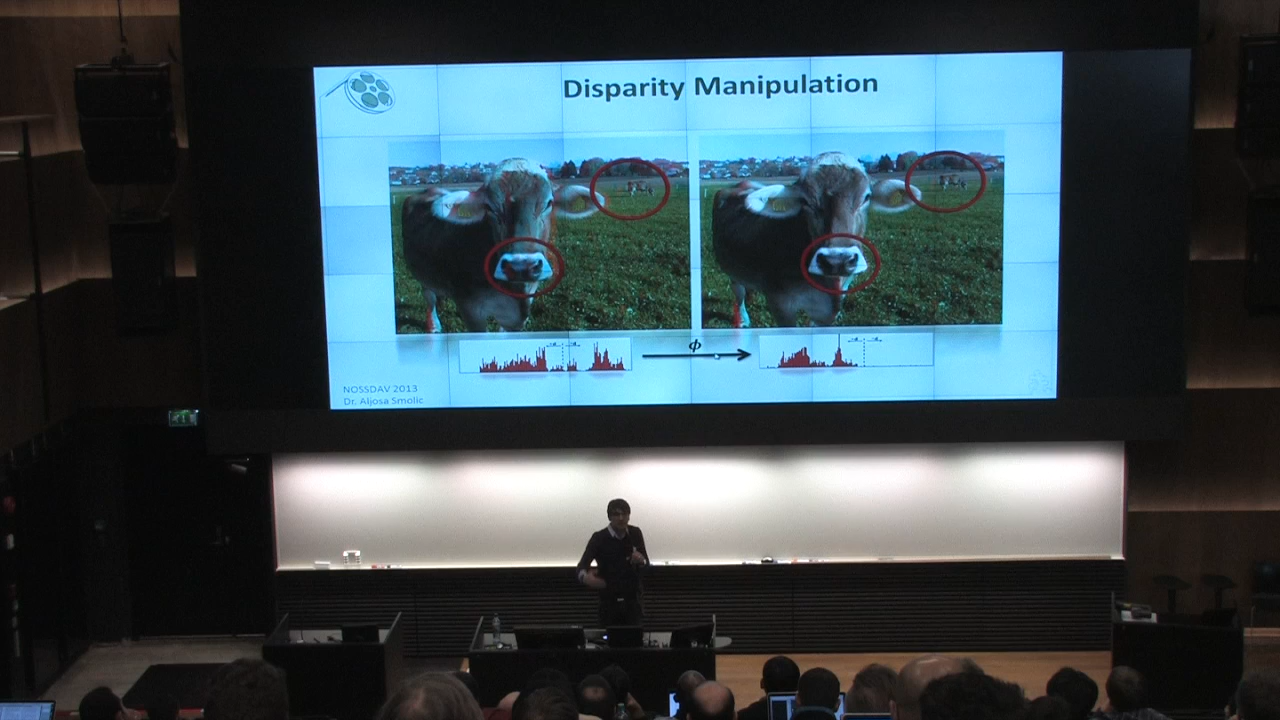 Disparity Manipulation
ϕ
NOSSDAV 2013
Dr. Aljosa Smolic